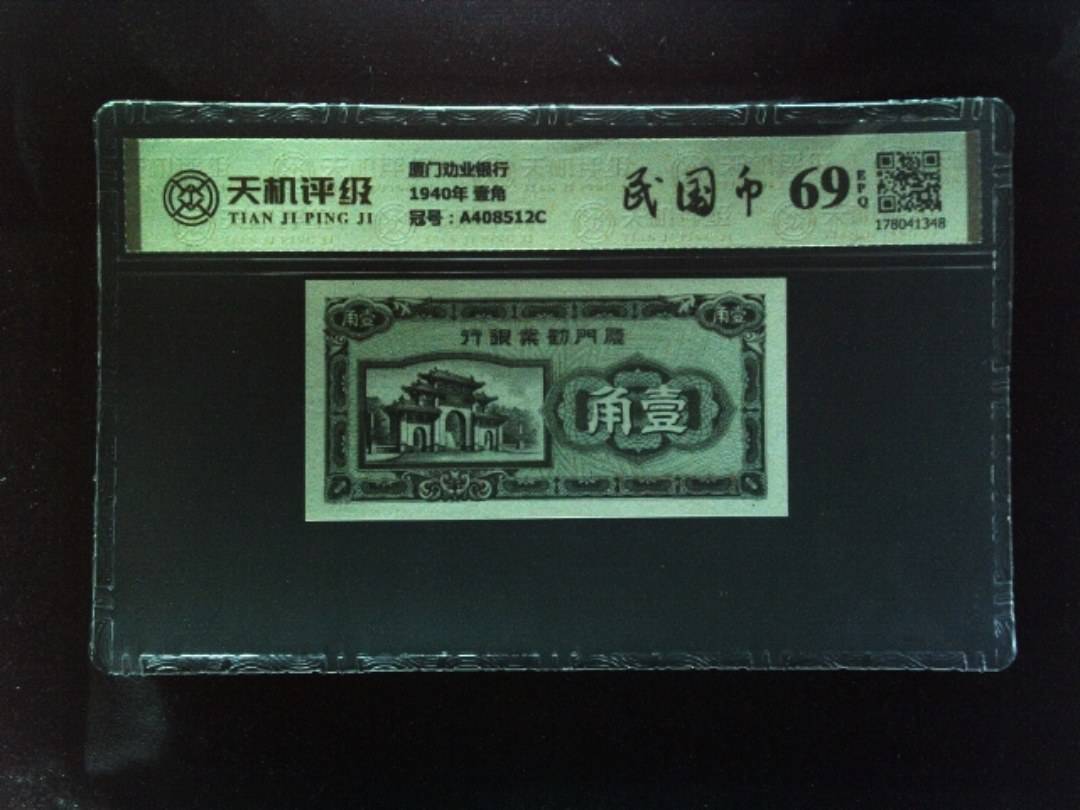 天机评级
TIAN JI PING JI
厦门劝业银行
1940年 壹角
冠号：A408512C
民国币
69
EPQ
178041348
角壹
角壹
行銀業勸門廈
角壹